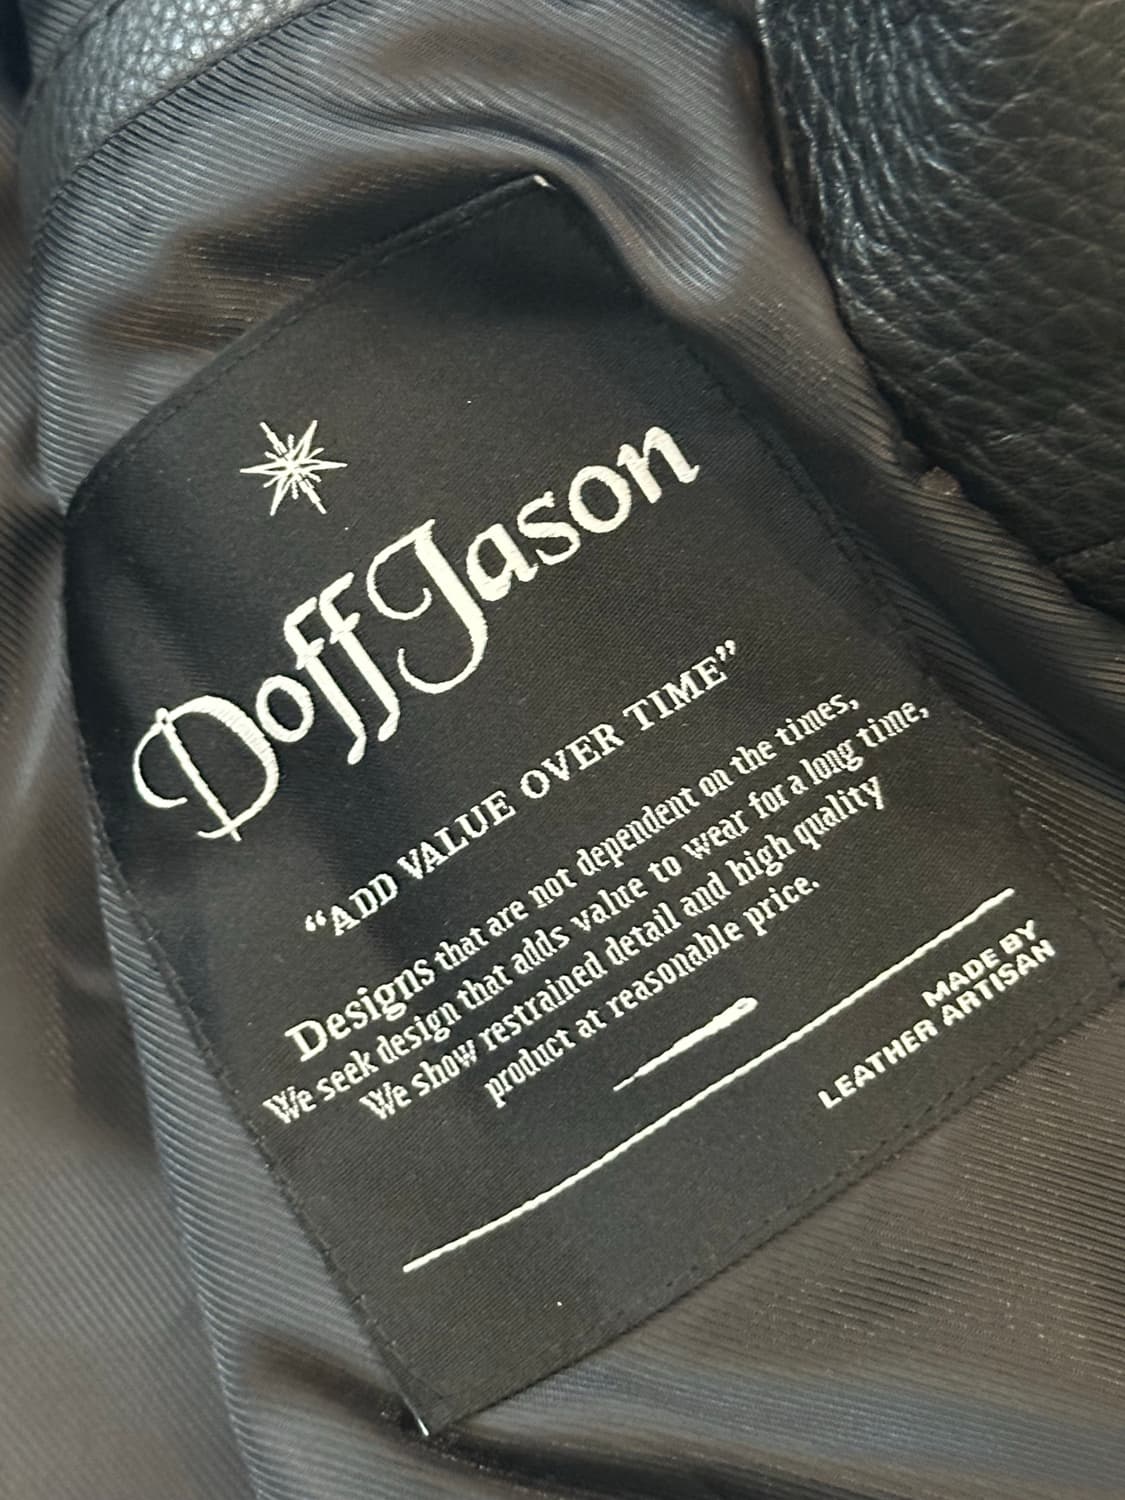 Doff Jason
“ADD VALUE OVER TIME”
Designs that are not dependent on the times,
We seek design that adds value to wear for a long time,
We show restrained detail and high quality
product at reasonable price.
MADE BY
LEATHER ARTISAN